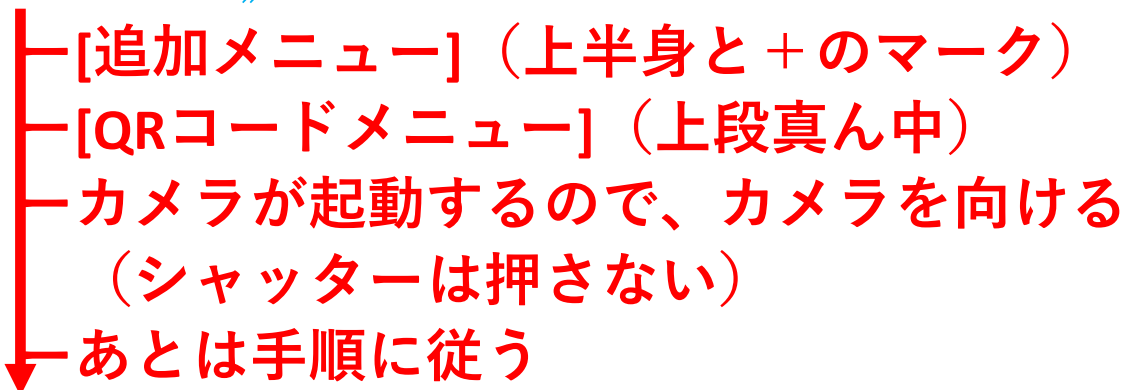 [追加メニュー]（上半身と＋のマーク）
[QRコードメニュー]（上段真ん中）
カメラが起動するので、カメラを向ける
（シャッターは押さない）
あとは手順に従う